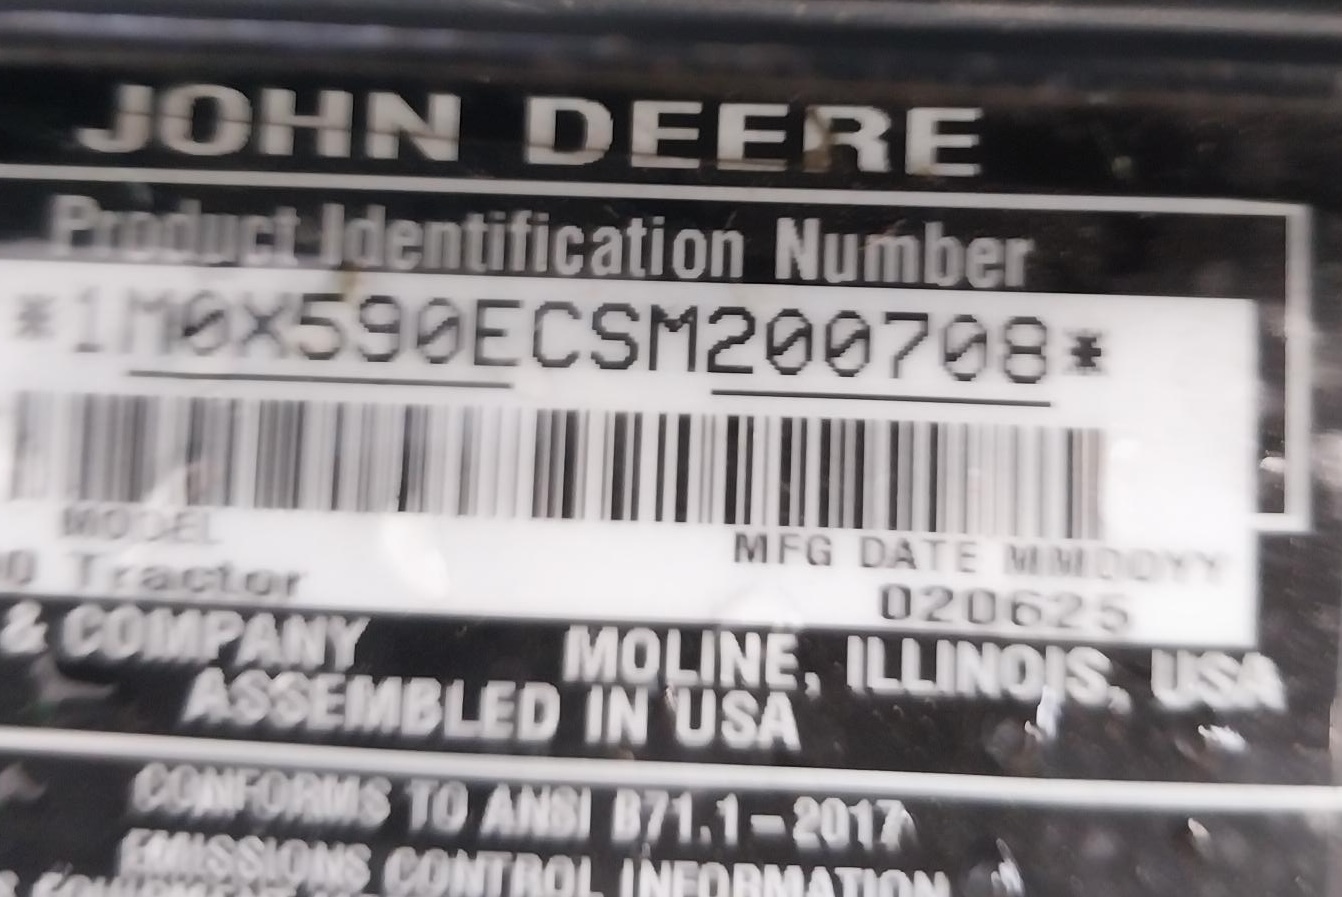 JOHN DEERE
Product Identification Number
*1M0X590ECSM200708*
MODEL
MFG DATE MMDDYY
0 Tractor
020625
& COMPANY MOLINE, ILLINOIS, USA
ASSEMBLED IN USA
CONFORMS TO ANSI B71.1-2017
EMISSIONS CONTROL INFORMATION